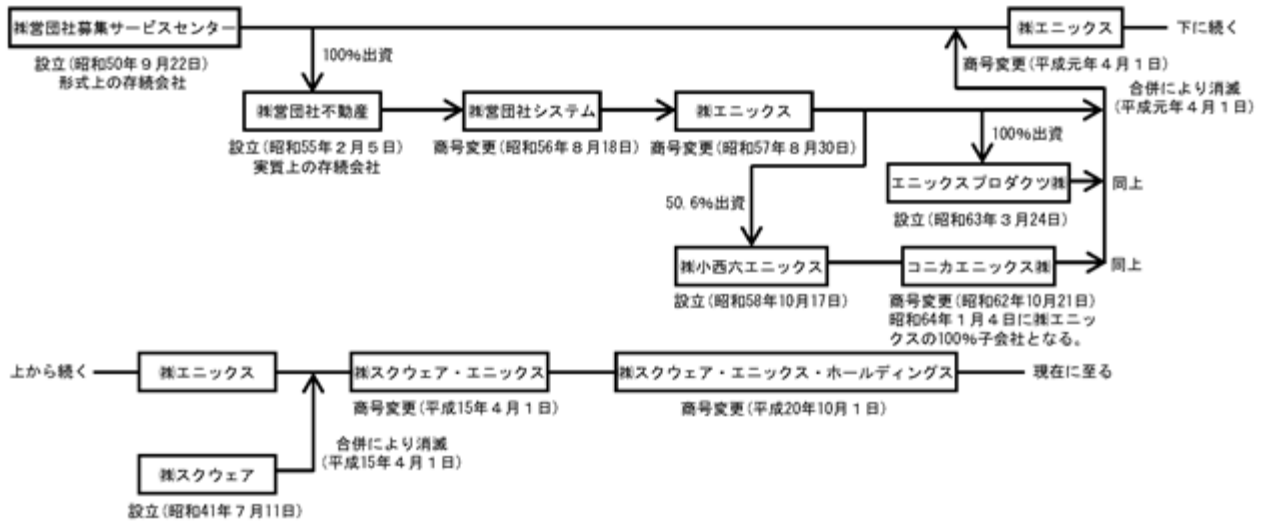 ㈱営団社募集サービスセンター
設立(昭和50年９月22日)
形式上の存続会社
100%出資
㈱エニックス
下に続く
商号変更(平成元年４月１日)
合併により消滅
(平成元年４月１日)
㈱営団社不動産
設立(昭和55年２月５日)
実質上の存続会社
㈱営団社システム
商号変更(昭和56年８月18日)
㈱エニックス
商号変更(昭和57年８月30日)
100%出資
エニックスプロダクツ㈱
同上
設立(昭和63年３月24日)
50.6%出資
㈱小西六エニックス
設立(昭和58年10月17日)
コニカエニックス㈱
同上
商号変更(昭和62年10月21日)
昭和64年１月４日に㈱エニッ
クスの100%子会社となる。
上から続く
㈱エニックス
㈱スクウェア・エニックス
商号変更(平成15年４月１日)
㈱スクウェア・エニックス・ホールディングス
商号変更(平成20年10月１日)
現在に至る
合併により消滅
(平成15年４月１日)
㈱スクウェア
設立(昭和41年７月11日)